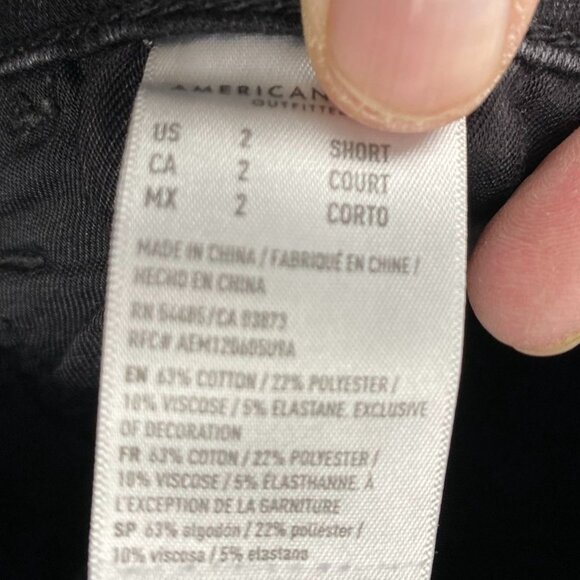 AMERICAN
OUTFITTE
US 2 SHORT
CA 2 COURT
MX 2 CORTO
MADE IN CHINA / FABRIQUÉ EN CHINE /
HECHO EN CHINA
RN 54485/CA 03873
RFC# AEM120605U9A
EN 63% COTTON / 22% POLYESTER /
10% VISCOSE / 5% ELASTANE. EXCLUSIVE
OF DECORATION
FR 63% COTON / 22% POLYESTER /
10% VISCOSE / 5% ÉLASTHANNE. À
L'EXCEPTION DE LA GARNITURE
SP 63% algodón / 22% poliéster /
10% viscosa / 5% elastano